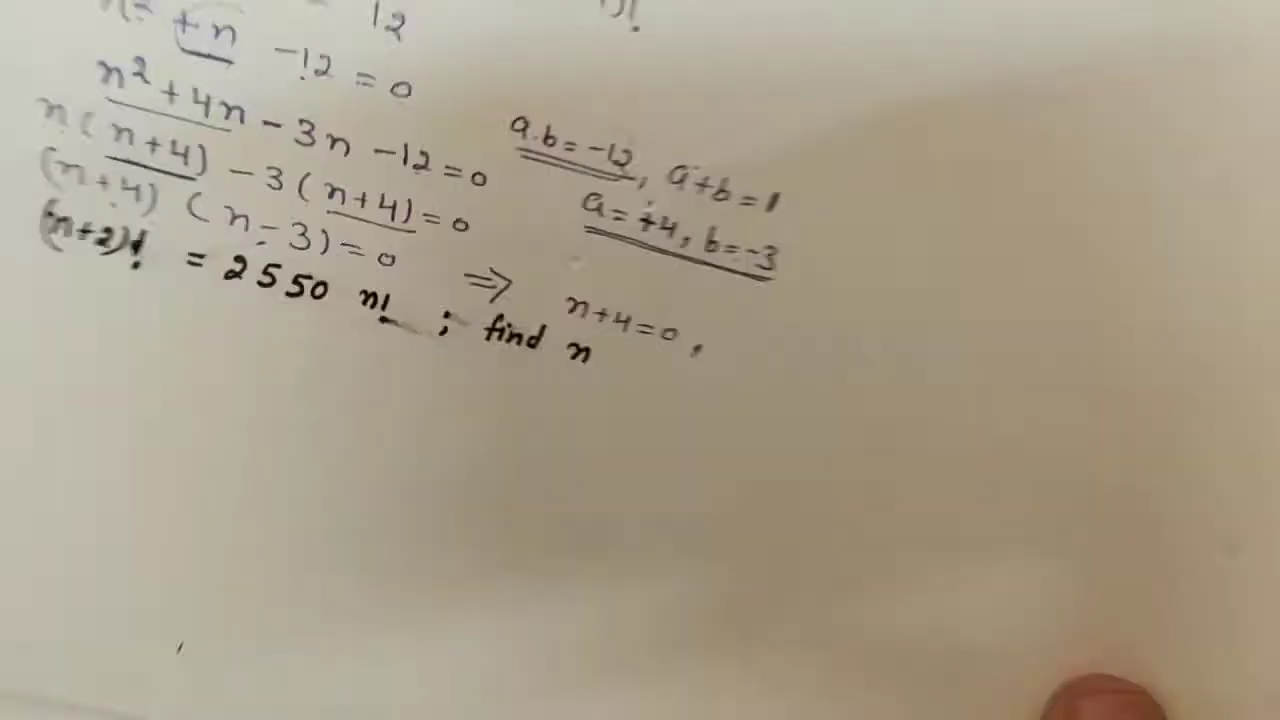 12
+ n - 12 = 0
n² + 4n - 3n - 12 = 0
n(n+4) - 3(n+4) = 0
(n+4) (n-3) = 0 ⇒ n+4=0,
a.b = -12, a+b = 1
a = +4, b = -3
(n+2)! = 2550 n! ; find n